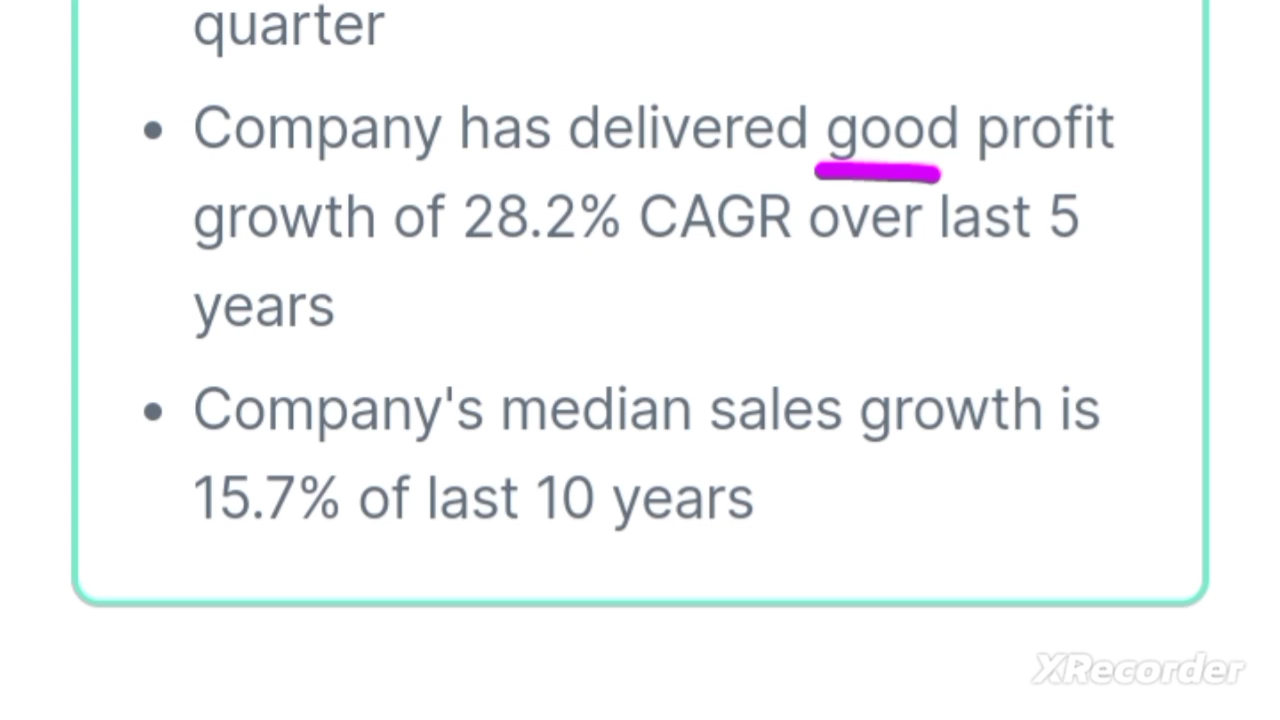 quarter
• Company has delivered good profit
growth of 28.2% CAGR over last 5
years
• Company's median sales growth is
15.7% of last 10 years
XRecorder